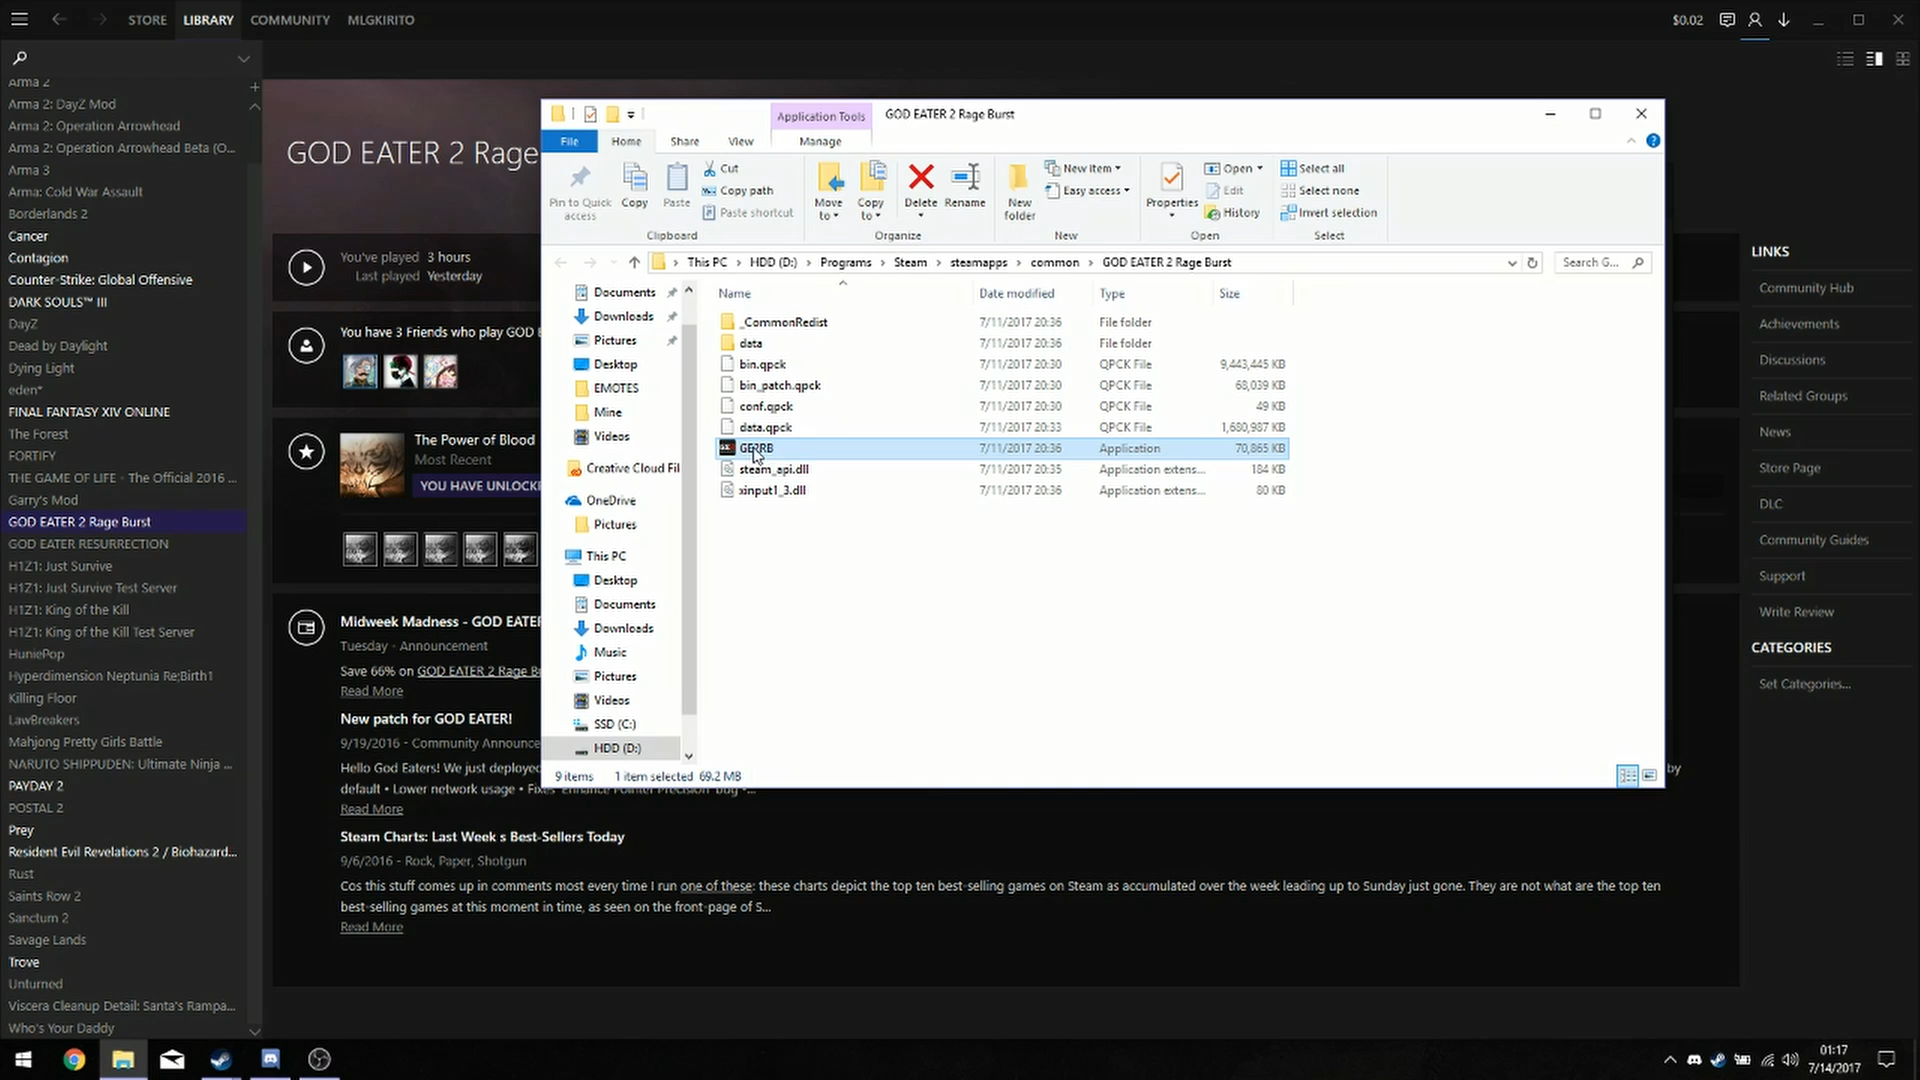 STORE LIBRARY COMMUNITY MLGKIRITO
$0.02
Arma 2
Arma 2: DayZ Mod
Arma 2: Operation Arrowhead
Arma 2: Operation Arrowhead Beta (O...
Arma 3
Arma: Cold War Assault
Borderlands 2
Cancer
Contagion
Counter-Strike: Global Offensive
DARK SOULS™ III
DayZ
Dead by Daylight
Dying Light
eden*
FINAL FANTASY XIV ONLINE
The Forest
FORTIFY
THE GAME OF LIFE - The Official 2016 ...
Garry's Mod
GOD EATER 2 Rage Burst
GOD EATER RESURRECTION
H1Z1: Just Survive
H1Z1: Just Survive Test Server
H1Z1: King of the Kill
H1Z1: King of the Kill Test Server
HuniePop
Hyperdimension Neptunia Re;Birth1
Killing Floor
LawBreakers
Mahjong Pretty Girls Battle
NARUTO SHIPPUDEN: Ultimate Ninja ...
PAYDAY 2
POSTAL 2
Prey
Resident Evil Revelations 2 / Biohazard...
Rust
Saints Row 2
Sanctum 2
Savage Lands
Trove
Unturned
Viscera Cleanup Detail: Santa's Rampa...
Who's Your Daddy
GOD EATER 2 Rage
You've played 3 hours
Last played Yesterday
You have 3 Friends who play GOD
The Power of Blood
Most Recent
YOU HAVE UNLOCK
Midweek Madness - GOD EATE
Tuesday - Announcement
Save 66% on GOD EATER 2 Rage B
Read More
New patch for GOD EATER!
9/19/2016 - Community Announce
Hello God Eaters! We just deployed
by
default • Lower network usage • Fixes 'Enhance Pointer Precision' bug -...
Read More
Steam Charts: Last Week s Best-Sellers Today
9/6/2016 - Rock, Paper, Shotgun
Cos this stuff comes up in comments most every time I run one of these: these charts depict the top ten best-selling games on Steam as accumulated over the week leading up to Sunday just gone. They are not what are the top ten
best-selling games at this moment in time, as seen on the front-page of S...
Read More
Application Tools GOD EATER 2 Rage Burst
File Home Share View Manage
Pin to Quick access
Copy
Paste
Cut
Copy path
Paste shortcut
Clipboard
Move to
Copy to
Delete
Rename
Organize
New folder
New item
Easy access
New
Properties
Open
Edit
History
Open
Select all
Select none
Invert selection
Select
This PC > HDD (D:) > Programs > Steam > steamapps > common > GOD EATER 2 Rage Burst
Search G...
Documents
Downloads
Pictures
Desktop
EMOTES
Mine
Videos
Creative Cloud Fil
OneDrive
Pictures
This PC
Desktop
Documents
Downloads
Music
Pictures
Videos
SSD (C:)
HDD (D:)
Name Date modified Type Size
_CommonRedist 7/11/2017 20:36 File folder
data 7/11/2017 20:36 File folder
bin.qpck 7/11/2017 20:30 QPCK File 9,443,445 KB
bin_patch.qpck 7/11/2017 20:30 QPCK File 68,039 KB
conf.qpck 7/11/2017 20:30 QPCK File 49 KB
data.qpck 7/11/2017 20:33 QPCK File 1,680,987 KB
GE2RB 7/11/2017 20:36 Application 70,865 KB
steam_api.dll 7/11/2017 20:35 Application extens... 184 KB
xinput1_3.dll 7/11/2017 20:36 Application extens... 80 KB
9 items 1 item selected 69.2 MB
LINKS
Community Hub
Achievements
Discussions
Related Groups
News
Store Page
DLC
Community Guides
Support
Write Review
CATEGORIES
Set Categories...
01:17
7/14/2017